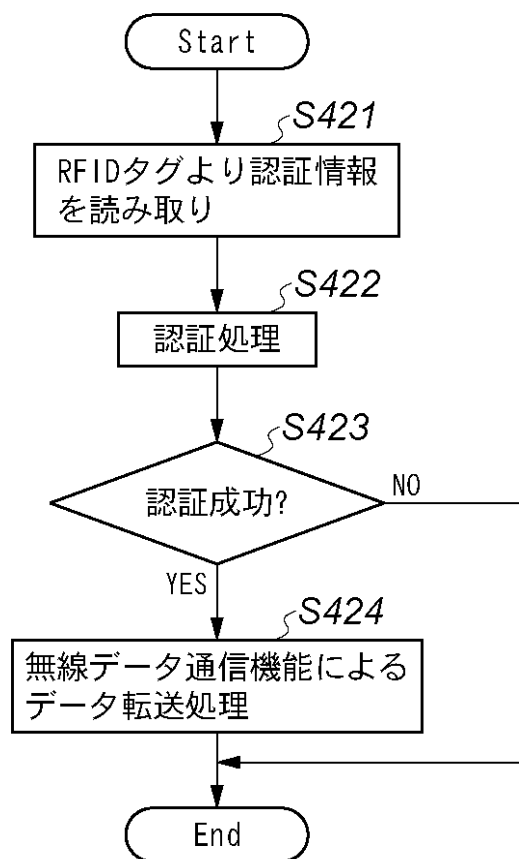 Start
S421
RFIDタグより認証情報
を読み取り
S422
認証処理
S423
認証成功?
NO
YES
S424
無線データ通信機能による
データ転送処理
End